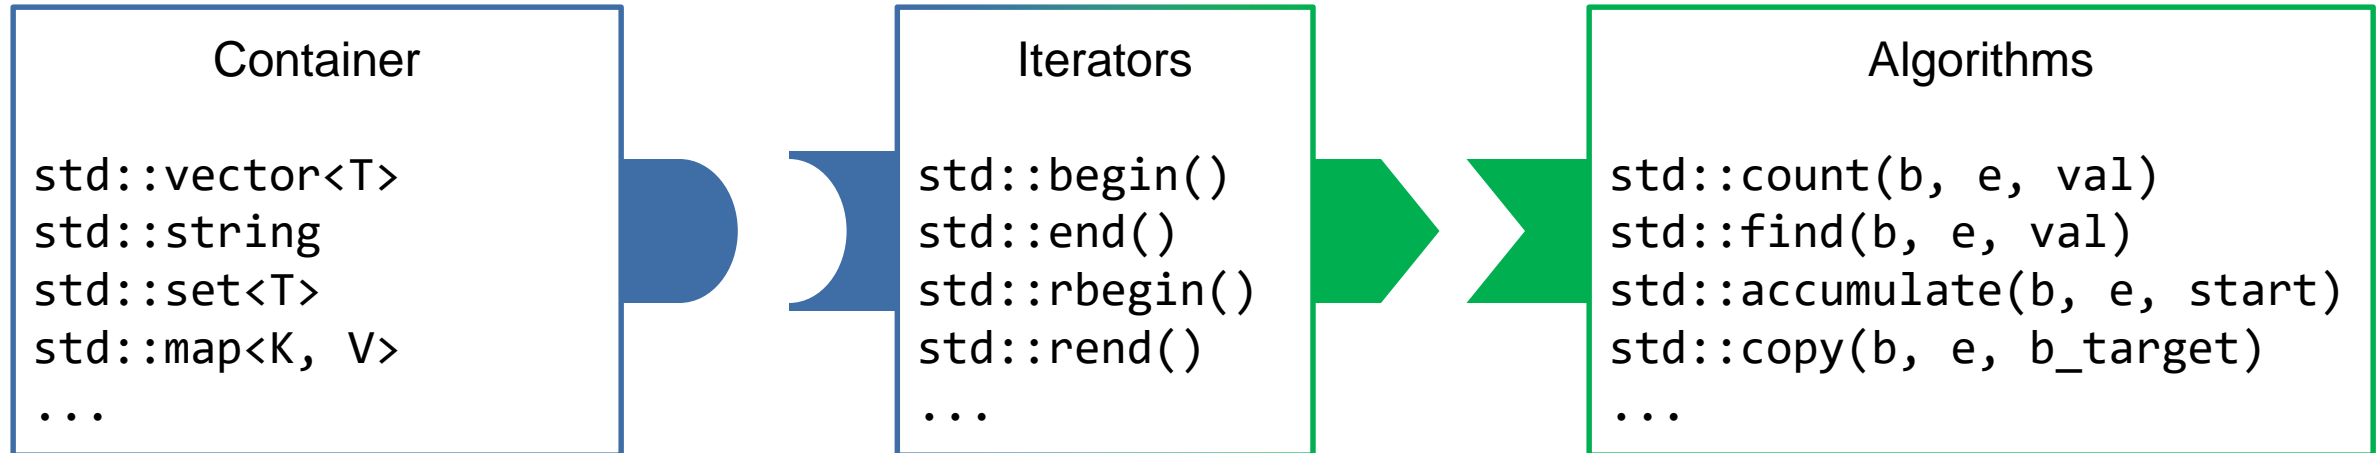 Container
std::vector<T>
std::string
std::set<T>
std::map<K, V>
...
Iterators
std::begin()
std::end()
std::rbegin()
std::rend()
...
Algorithms
std::count(b, e, val)
std::find(b, e, val)
std::accumulate(b, e, start)
std::copy(b, e, b_target)
...